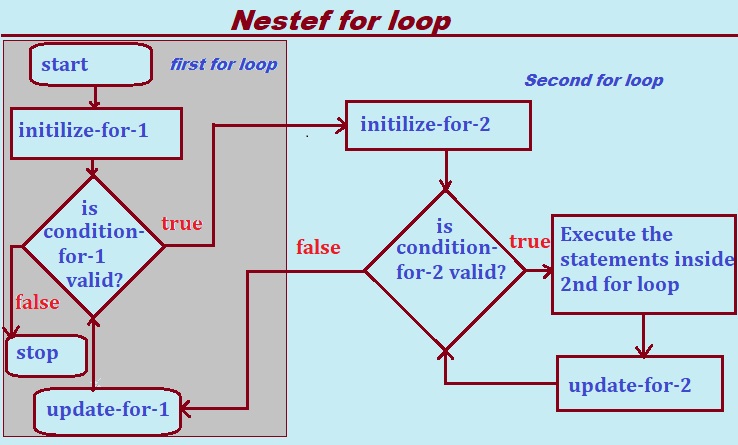 Nestef for loop
start
first for loop
Second for loop
initilize-for-1
initilize-for-2
is
condition-
for-1
valid?
true
false
stop
update-for-1
false
is
condition-
for-2 valid?
true
Execute the
statements inside
2nd for loop
update-for-2